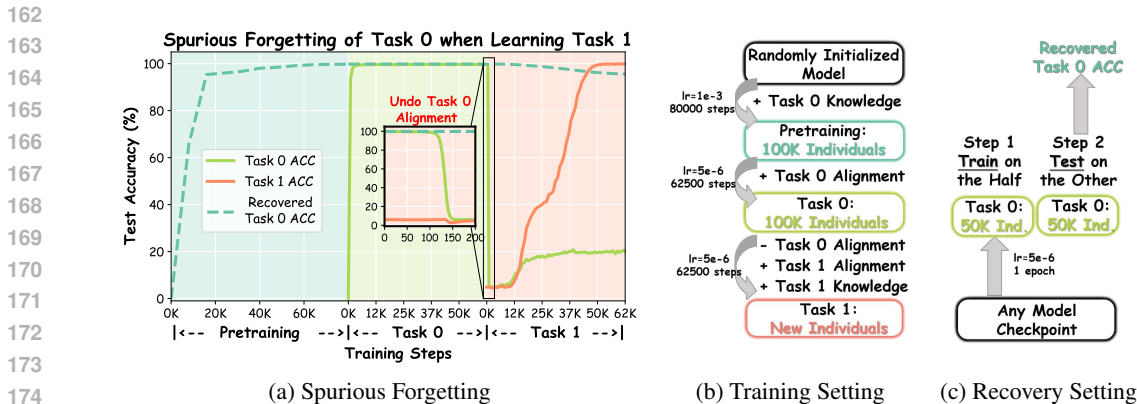 162
163
164
165
166
167
168
169
170
171
172
173
174
Spurious Forgetting of Task 0 when Learning Task 1
Test Accuracy (%)
100
80
60
40
20
0
Task 0 ACC
Task 1 ACC
Recovered
Task 0 ACC
Undo Task 0
Alignment
100
80
60
40
20
0
0 50 100 150 200
0K 20K 40K 60K 0K 12K 25K 37K 50K 0K 12K 25K 37K 50K 62K
|<--- Pretraining --->|<--- Task 0 --->|<--- Task 1 --->|
Training Steps
(a) Spurious Forgetting
Randomly Initialized
Model
lr=1e-3
80000 steps
+ Task 0 Knowledge
Pretraining:
100K Individuals
lr=5e-6
62500 steps
+ Task 0 Alignment
Task 0:
100K Individuals
lr=5e-6
62500 steps
- Task 0 Alignment
+ Task 1 Alignment
+ Task 1 Knowledge
Task 1:
New Individuals
(b) Training Setting
Recovered
Task 0 ACC
Step 1
Train on
the Half
Step 2
Test on
the Other
Task 0:
50K Ind.
Task 0:
50K Ind.
lr=5e-6
1 epoch
Any Model
Checkpoint
(c) Recovery Setting